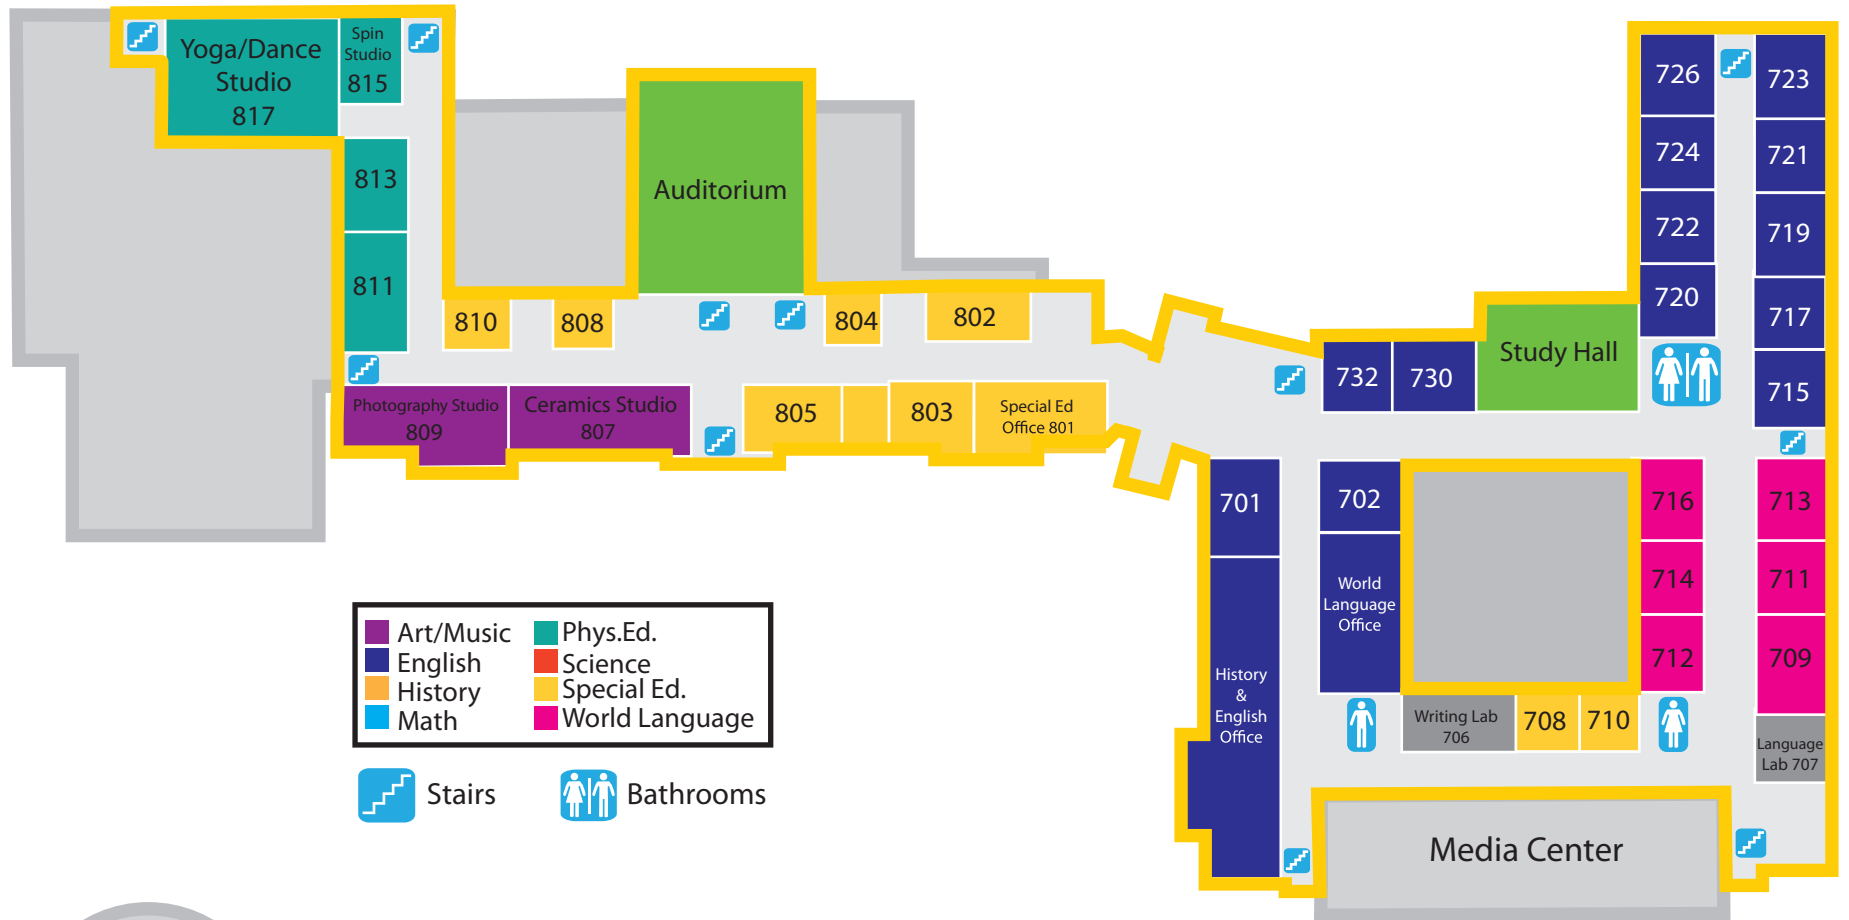 Yoga/Dance
Studio
817
Spin
Studio
815
813
811
Auditorium
810
808
804
802
Photography Studio
809
Ceramics Studio
807
805
803
Special Ed
Office 801
726
724
722
720
723
721
719
717
715
732
730
Study Hall
701
702
World
Language
Office
History
&
English
Office
716
714
712
713
711
709
Writing Lab
706
708
710
Language
Lab 707
Media Center
Art/Music
English
History
Math
Phys.Ed.
Science
Special Ed.
World Language
Stairs
Bathrooms